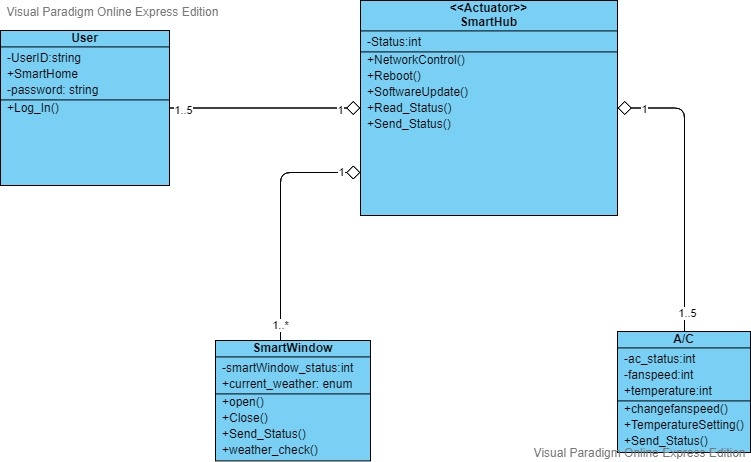 Visual Paradigm Online Express Edition
<<Actuator>>
SmartHub
-Status:int
+NetworkControl()
+Reboot()
+SoftwareUpdate()
+Read_Status()
+Send_Status()
User
-UserID:string
+SmartHome
-password: string
+Log_In()
1..5
1
1
1
1..*
1..5
SmartWindow
-smartWindow_status:int
+current_weather: enum
+open()
+Close()
+Send_Status()
+weather_check()
A/C
-ac_status:int
-fanspeed:int
+temperature:int
+changefanspeed()
+TemperatureSetting()
+Send_Status()
Visual Paradigm Online Express Edition